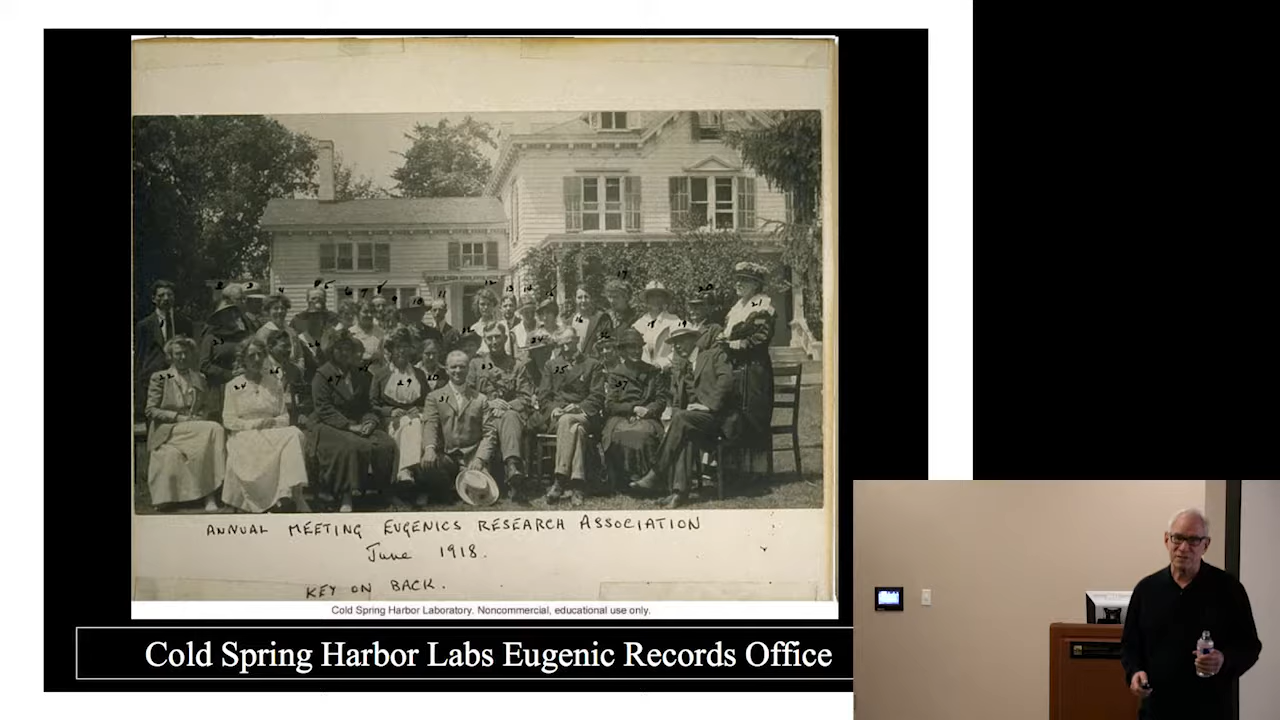 ANNUAL MEETING EUGENICS RESEARCH ASSOCIATION
June 1918.
KEY ON BACK.
Cold Spring Harbor Laboratory. Noncommercial, educational use only.
Cold Spring Harbor Labs Eugenic Records Office